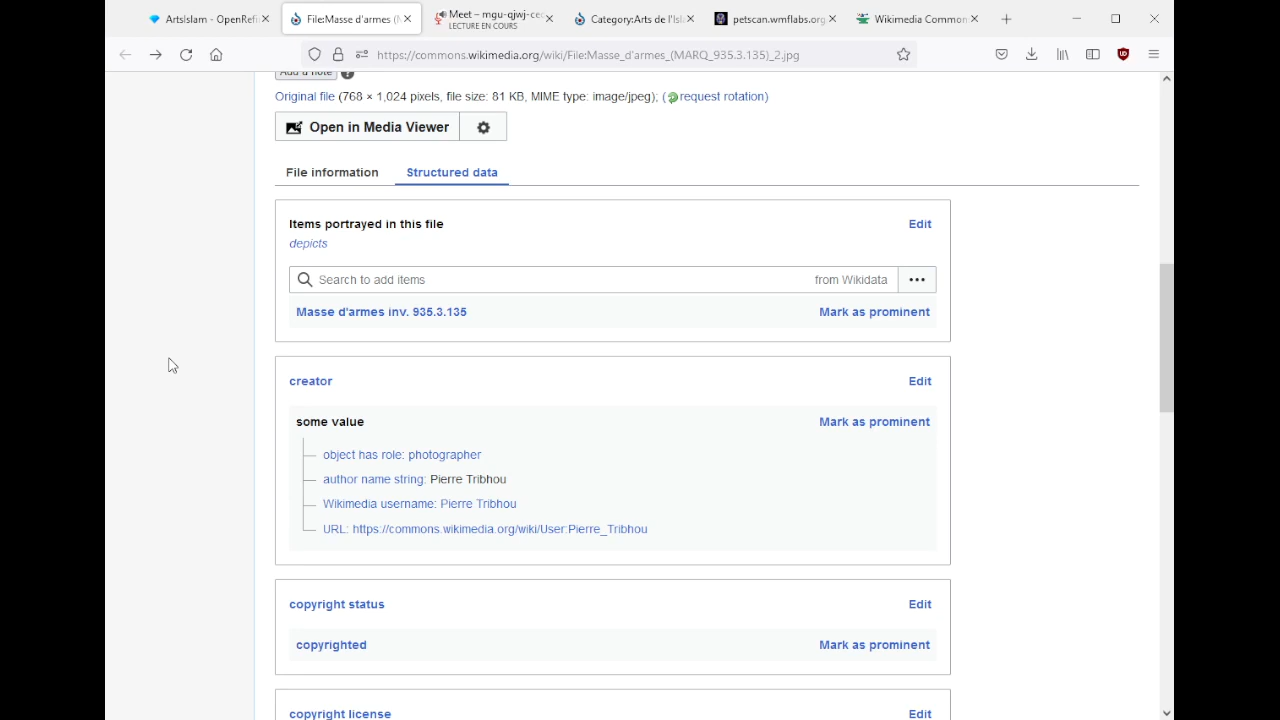 ArtsIslam - OpenRefi
File:Masse d'armes (M
Meet – mgu-qjwj-cec
LECTURE EN COURS
Category:Arts de l'Isla
petscan.wmflabs.org
Wikimedia Common
https://commons.wikimedia.org/wiki/File:Masse_d'armes_(MARQ_935.3.135)_2.jpg
Add a note
Original file (768 × 1,024 pixels, file size: 81 KB, MIME type: image/jpeg); (request rotation)
Open in Media Viewer
File information Structured data
Items portrayed in this file Edit
depicts
Search to add items from Wikidata
Masse d'armes inv. 935.3.135 Mark as prominent
creator Edit
some value Mark as prominent
object has role: photographer
author name string: Pierre Tribhou
Wikimedia username: Pierre Tribhou
URL: https://commons.wikimedia.org/wiki/User:Pierre_Tribhou
copyright status Edit
copyrighted Mark as prominent
copyright license Edit